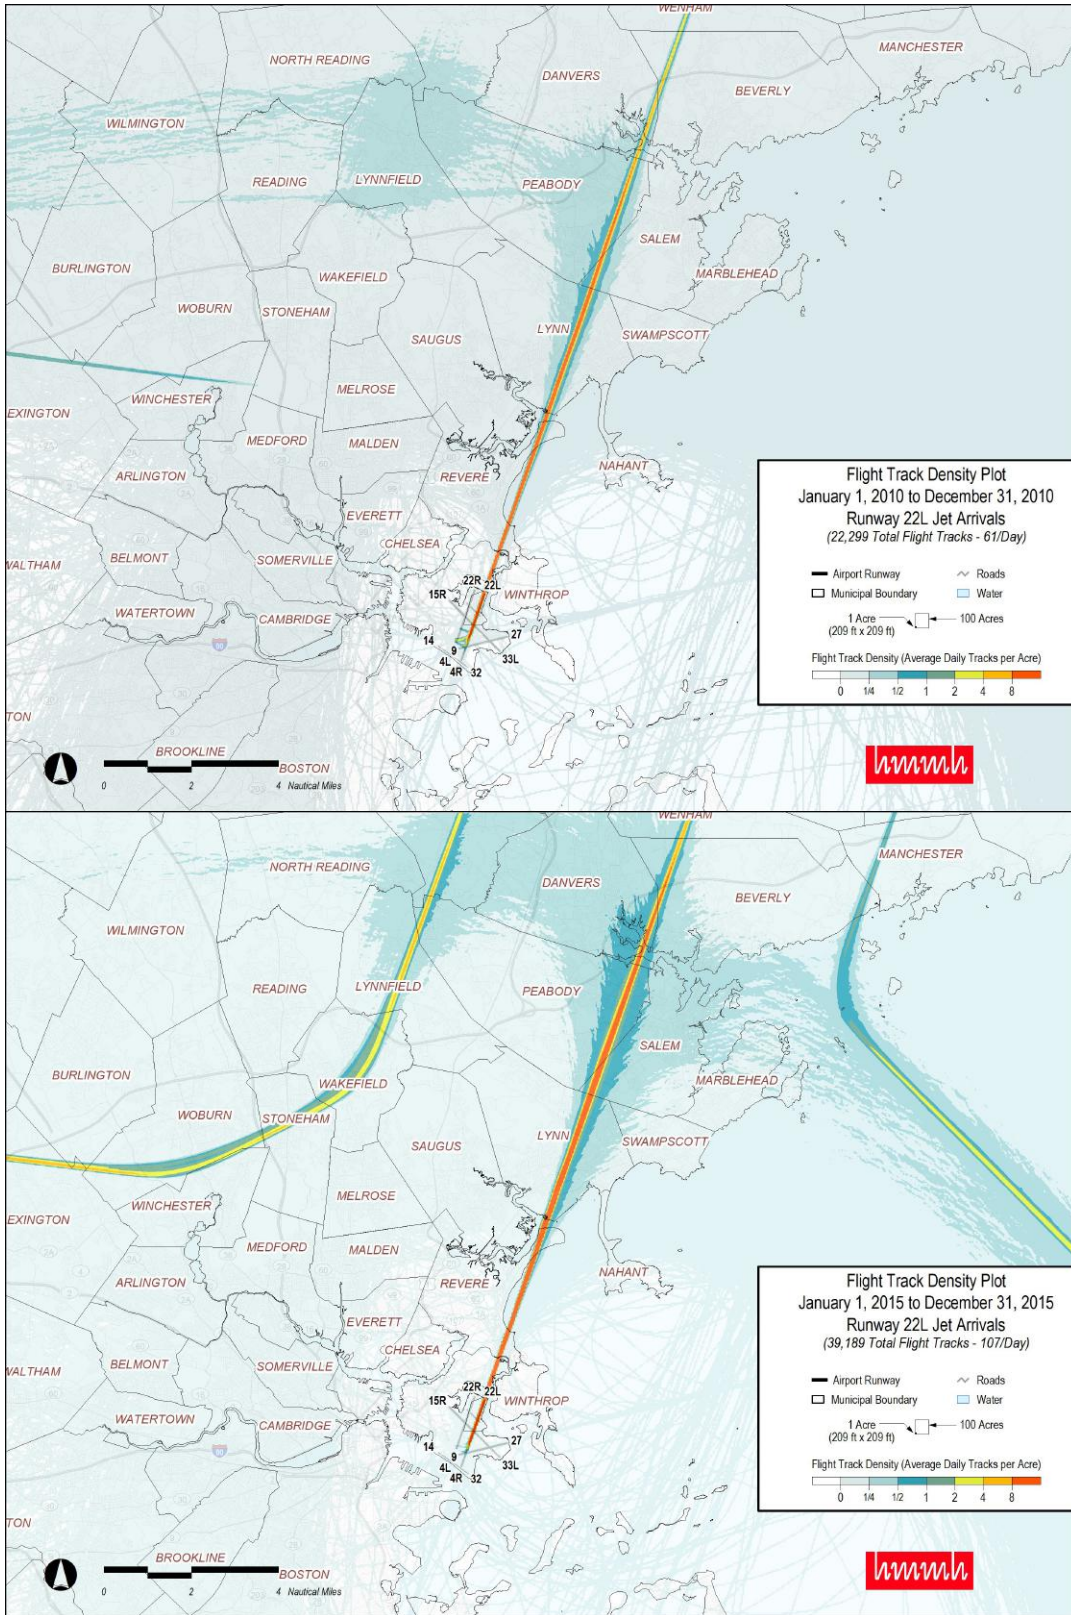 WENHAM
MANCHESTER
NORTH READING
DANVERS
BEVERLY
WILMINGTON
READING
LYNNFIELD
PEABODY
SALEM
BURLINGTON
WAKEFIELD
MARBLEHEAD
WOBURN
STONEHAM
LYNN
SWAMPSCOTT
SAUGUS
WINCHESTER
MELROSE
EXINGTON
MEDFORD
MALDEN
ARLINGTON
REVERE
NAHANT
EVERETT
CHELSEA
BELMONT
SOMERVILLE
WALTHAM
WINTHROP
WATERTOWN
CAMBRIDGE
22R
22L
15R
14
9
27
4L
33L
4R
32
TON
BROOKLINE
BOSTON
0 2 4 Nautical Miles
Flight Track Density Plot
January 1, 2010 to December 31, 2010
Runway 22L Jet Arrivals
(22,299 Total Flight Tracks - 61/Day)
Airport Runway Roads
Municipal Boundary Water
1 Acre 100 Acres
(209 ft x 209 ft)
Flight Track Density (Average Daily Tracks per Acre)
0 1/4 1/2 1 2 4 8
hmmh
WENHAM
MANCHESTER
NORTH READING
DANVERS
BEVERLY
WILMINGTON
READING
LYNNFIELD
PEABODY
SALEM
BURLINGTON
WAKEFIELD
MARBLEHEAD
WOBURN
STONEHAM
LYNN
SWAMPSCOTT
SAUGUS
WINCHESTER
MELROSE
EXINGTON
MEDFORD
MALDEN
ARLINGTON
REVERE
NAHANT
EVERETT
CHELSEA
BELMONT
SOMERVILLE
WALTHAM
WINTHROP
WATERTOWN
CAMBRIDGE
22R
22L
15R
14
9
27
4L
33L
4R
32
TON
BROOKLINE
BOSTON
0 2 4 Nautical Miles
Flight Track Density Plot
January 1, 2015 to December 31, 2015
Runway 22L Jet Arrivals
(39,189 Total Flight Tracks - 107/Day)
Airport Runway Roads
Municipal Boundary Water
1 Acre 100 Acres
(209 ft x 209 ft)
Flight Track Density (Average Daily Tracks per Acre)
0 1/4 1/2 1 2 4 8
hmmh